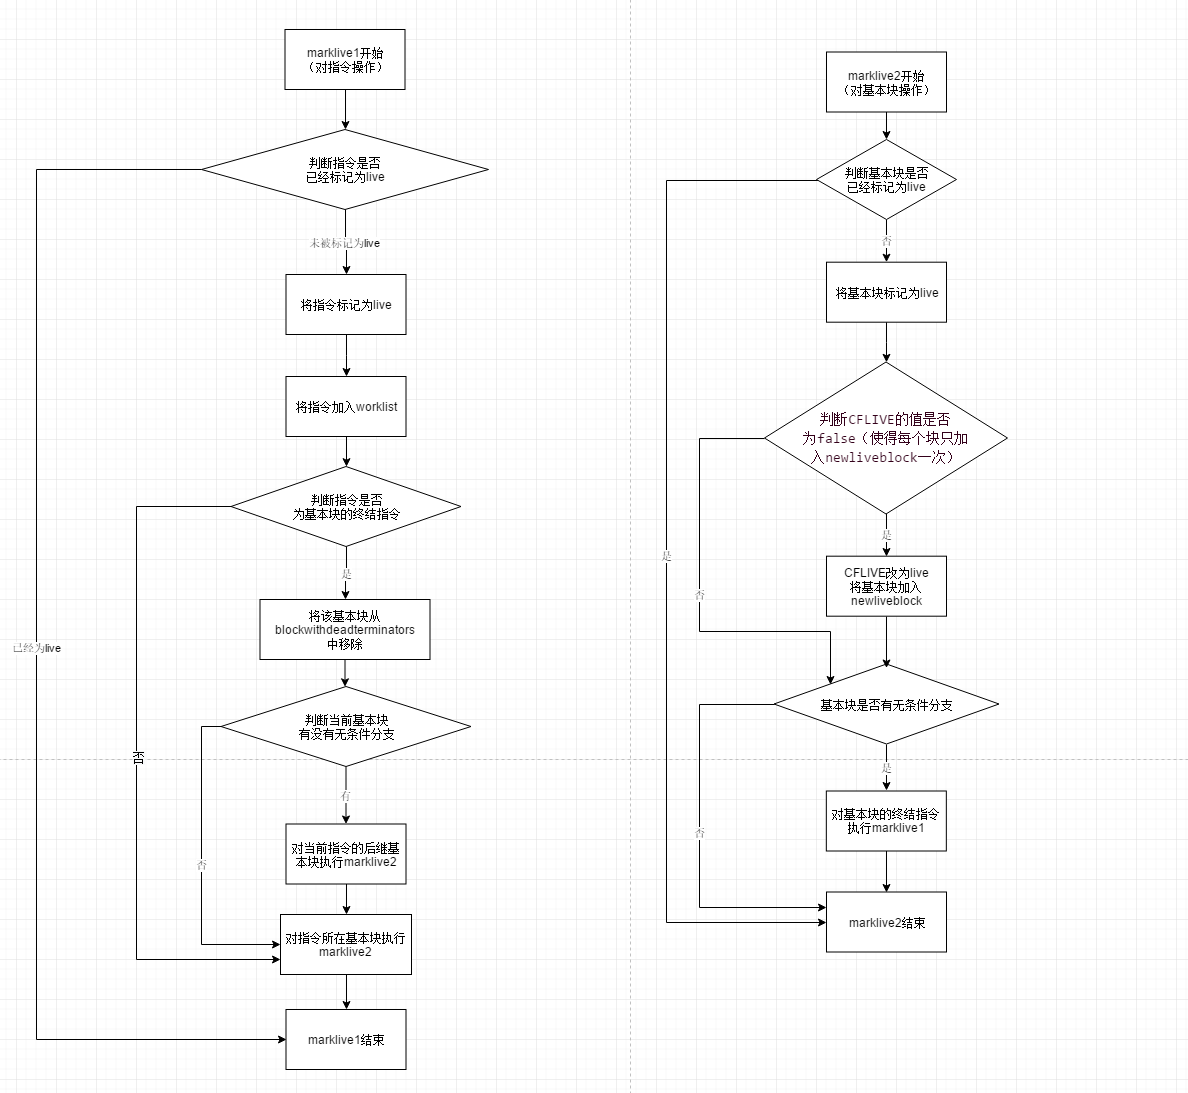 marklive1开始
（对指令操作）
判断指令是否
已经标记为live
未被标记为live
将指令标记为live
将指令加入worklist
判断指令是否
为基本块的终结指令
是
将该基本块从
blockwithdeadterminators
中移除
已经为live
判断当前基本块
有没有无条件分支
否
有
对当前指令的后继基
本块执行marklive2
否
对指令所在基本块执行
marklive2
marklive1结束
marklive2开始
（对基本块操作）
判断基本块是否
已经标记为live
否
将基本块标记为live
判断CFLIVE的值是否
为false（使得每个块只加
入newliveblock一次）
是
是
CFLIVE改为live
将基本块加入
newliveblock
否
基本块是否有无条件分支
是
对基本块的终结指令
执行marklive1
否
marklive2结束